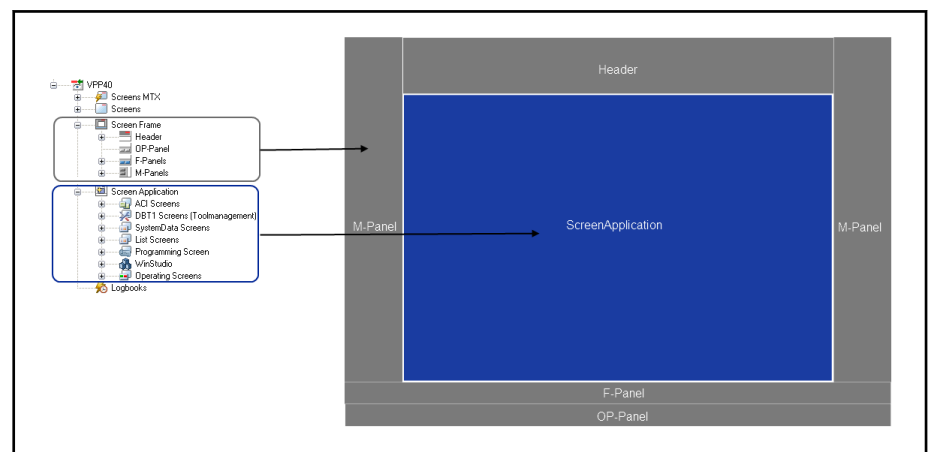 VPP40
Screens MTX
Screens
Screen Frame
Header
OP-Panel
F-Panels
M-Panels
Screen Application
ACI Screens
DBT1 Screens (Toolmanagement)
SystemData Screens
List Screens
Programming Screen
WinStudio
Operating Screens
Logbooks
Header
M-Panel
ScreenApplication
M-Panel
F-Panel
OP-Panel